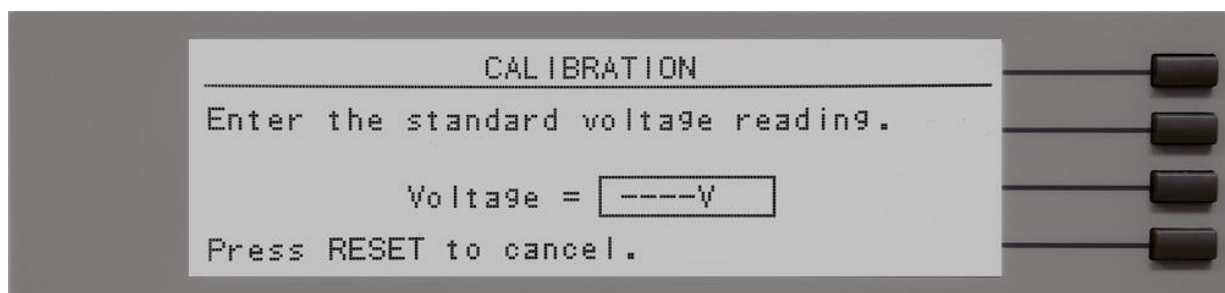 CALIBRATION
Enter the standard voltage reading.
Voltage = ----V
Press RESET to cancel.